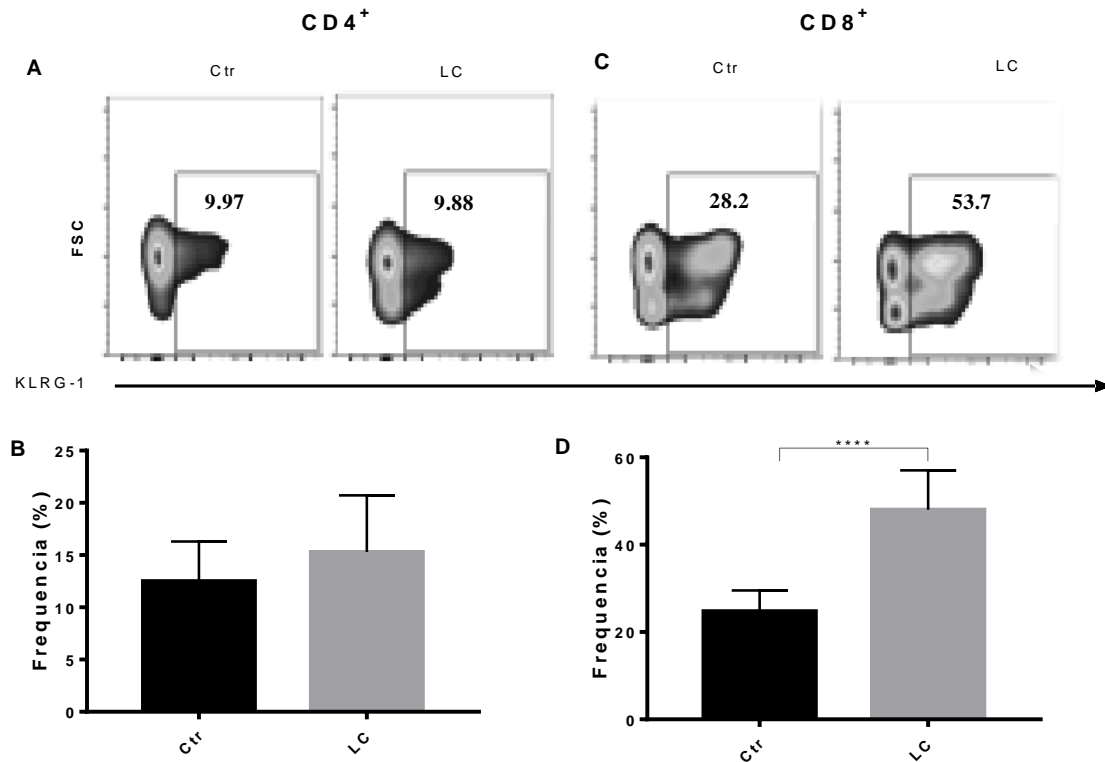 CD4+
CD8+
A
Ctr
LC
C
Ctr
LC
9.97
9.88
28.2
53.7
FSC
KLRG-1
B
25
20
15
10
5
0
Frequencia (%)
Ctr
LC
D
****
60
40
20
0
Frequencia (%)
Ctr
LC